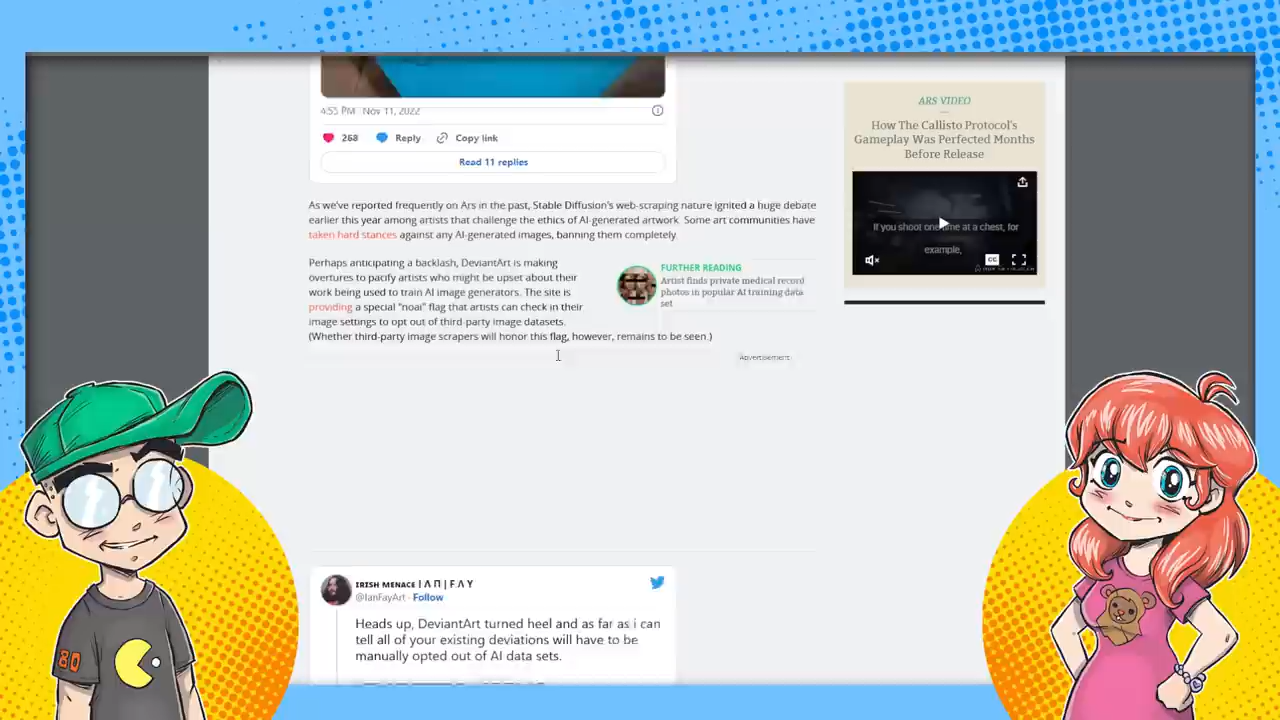 4:55 PM · Nov 11, 2022
268 Reply Copy link
Read 11 replies
As we've reported frequently on Ars in the past, Stable Diffusion's web-scraping nature ignited a huge debate
earlier this year among artists that challenge the ethics of AI-generated artwork. Some art communities have
taken hard stances against any AI-generated images, banning them completely.
Perhaps anticipating a backlash, DeviantArt is making
overtures to pacify artists who might be upset about their
work being used to train AI image generators. The site is
providing a special "noai" flag that artists can check in their
image settings to opt out of third-party image datasets.
(Whether third-party image scrapers will honor this flag, however, remains to be seen.)
FURTHER READING
Artist finds private medical record
photos in popular AI training data
set
Advertisement
ARS VIDEO
How The Callisto Protocol's
Gameplay Was Perfected Months
Before Release
If you shoot one time at a chest, for
example,
CC
IRISH MENACE
@IanFayArt · Follow
Heads up, DeviantArt turned heel and as far as i can
tell all of your existing deviations will have to be
manually opted out of AI data sets.
80